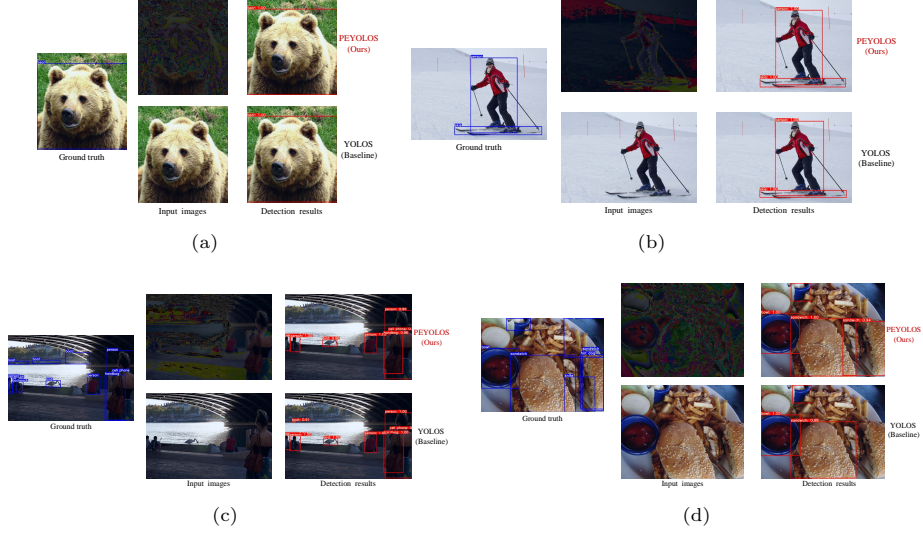 PEYOLOS
(Ours)
Ground truth
YOLOS
(Baseline)
Input images
Detection results
(a)
PEYOLOS
(Ours)
Ground truth
YOLOS
(Baseline)
Input images
Detection results
(b)
PEYOLOS
(Ours)
Ground truth
YOLOS
(Baseline)
Input images
Detection results
(c)
PEYOLOS
(Ours)
Ground truth
YOLOS
(Baseline)
Input images
Detection results
(d)